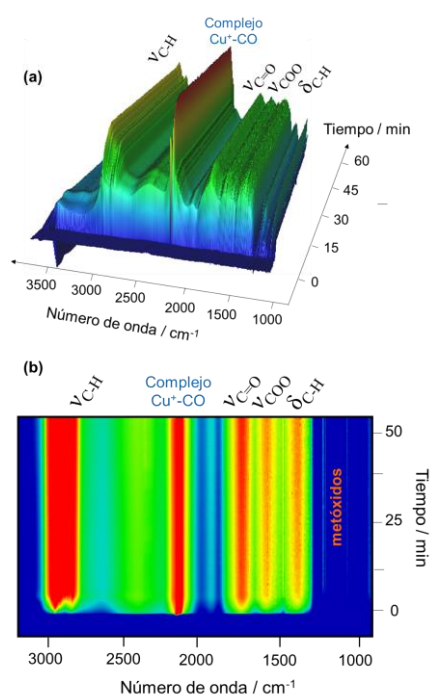 Complejo
Cu⁺-CO
(a)
νC-H
νC=O
νCOO
δC-H
Tiempo / min
60
45
30
15
0
3500
3000
2500
2000
1500
1000
Número de onda / cm⁻¹
(b)
νC-H
Complejo
Cu⁺-CO
νC=O
νCOO
δC-H
50
25
0
Tiempo / min
metóxidos
3000
2500
2000
1500
1000
Número de onda / cm⁻¹